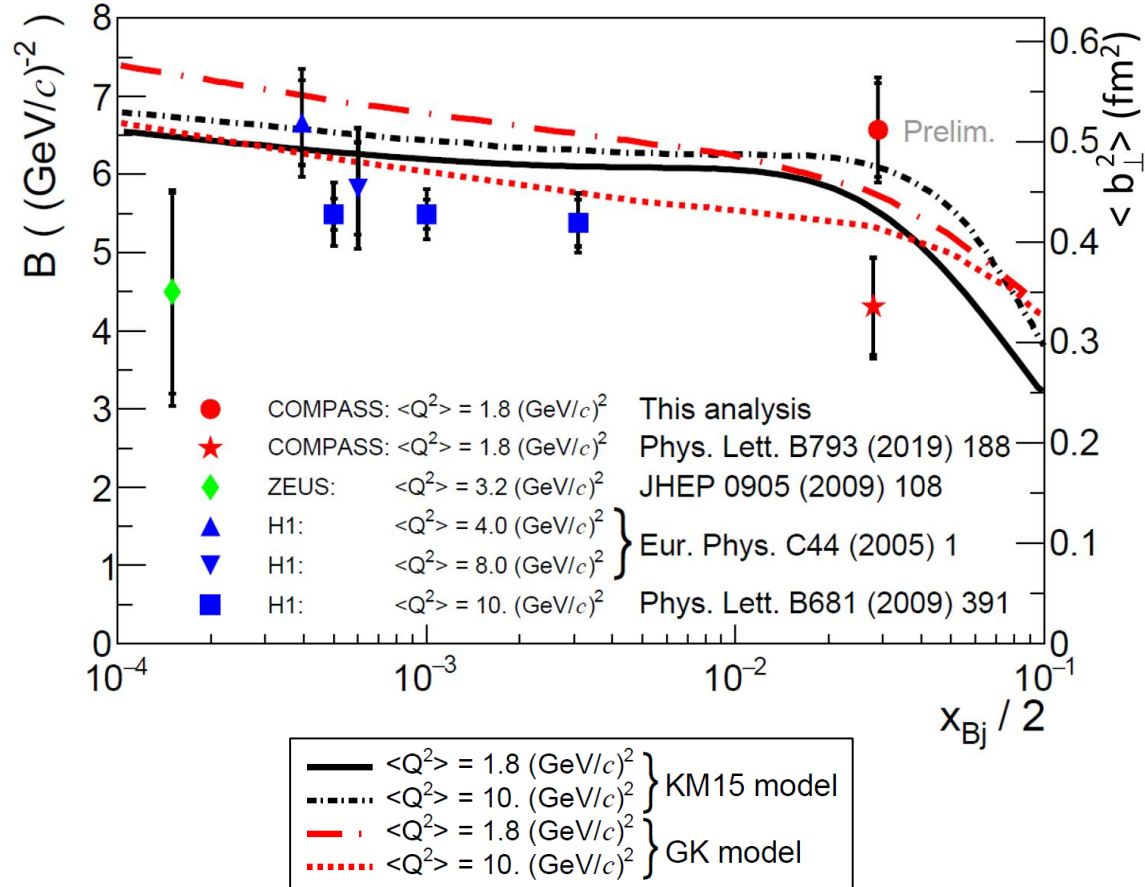 B ( (GeV/c)⁻²
8
7
6
5
4
3
2
1
0
0.6
0.5
0.4
0.3
0.2
0.1
0
< b²⊥> (fm²)
Prelim.
COMPASS: <Q²> = 1.8 (GeV/c)² This analysis
COMPASS: <Q²> = 1.8 (GeV/c)² Phys. Lett. B793 (2019) 188
ZEUS: <Q²> = 3.2 (GeV/c)² JHEP 0905 (2009) 108
H1: <Q²> = 4.0 (GeV/c)²
Eur. Phys. C44 (2005) 1
H1: <Q²> = 8.0 (GeV/c)²
H1: <Q²> = 10. (GeV/c)² Phys. Lett. B681 (2009) 391
10⁻⁴ 10⁻³ 10⁻² 10⁻¹
x_Bj / 2
<Q²> = 1.8 (GeV/c)²
KM15 model
<Q²> = 10. (GeV/c)²
<Q²> = 1.8 (GeV/c)²
GK model
<Q²> = 10. (GeV/c)²